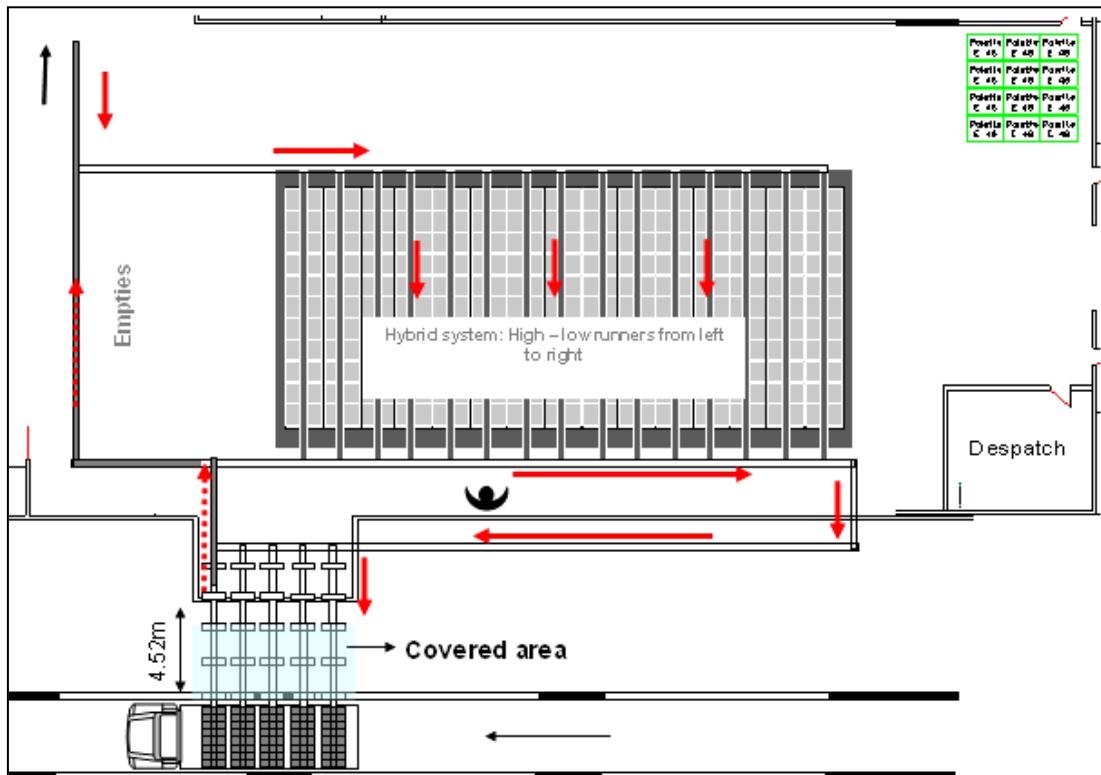 Empties
Hybrid system: High – low runners from left
to right
Despatch
4.52m
Covered area